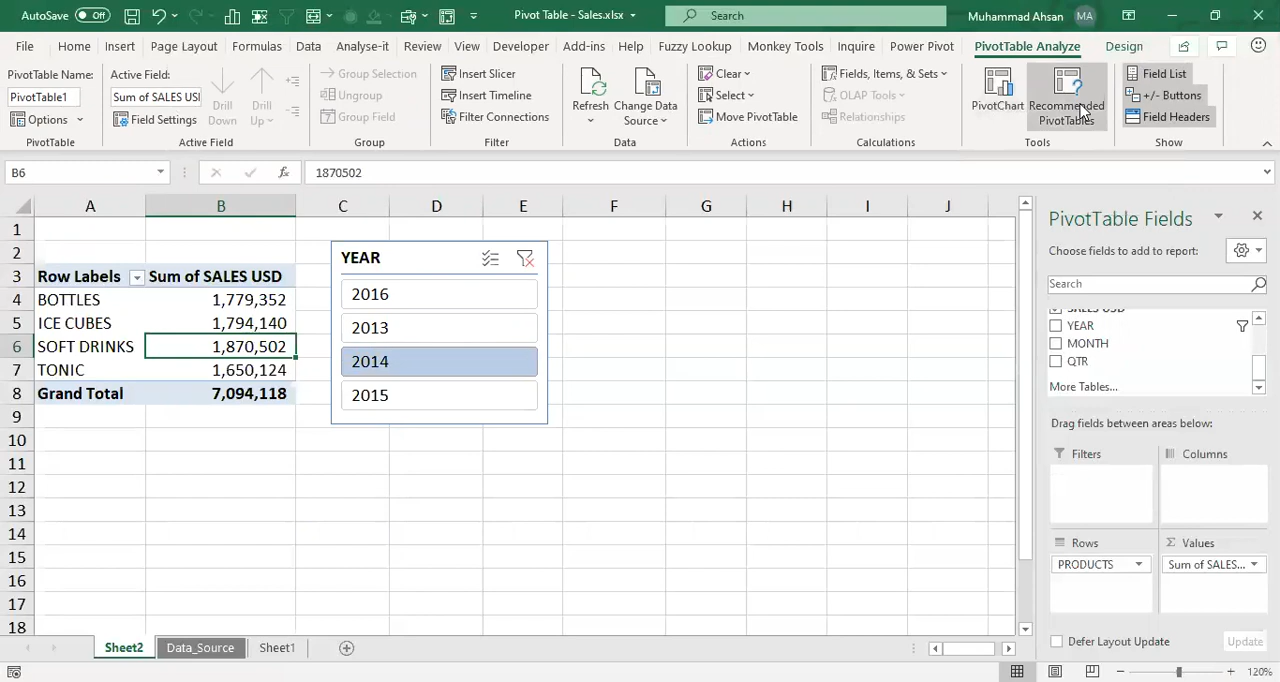 AutoSave Off
Pivot Table - Sales.xlsx
Search
Muhammad Ahsan MA
File Home Insert Page Layout Formulas Data Analyse-it Review View Developer Add-ins Help Fuzzy Lookup Monkey Tools Inquire Power Pivot PivotTable Analyze Design
PivotTable Name:
PivotTable1
Options
PivotTable
Active Field:
Sum of SALES USI
Field Settings
Drill Down
Drill Up
Active Field
Group Selection
Ungroup
Group Field
Group
Insert Slicer
Insert Timeline
Filter Connections
Filter
Refresh
Change Data Source
Data
Clear
Select
Move PivotTable
Actions
Fields, Items, & Sets
OLAP Tools
Relationships
Calculations
PivotChart
Recommended PivotTables
Tools
Field List
+/- Buttons
Field Headers
Show
B6
fx
1870502
A B C D E F G H I J
1
2
3 Row Labels Sum of SALES USD
4 BOTTLES 1,779,352
5 ICE CUBES 1,794,140
6 SOFT DRINKS 1,870,502
7 TONIC 1,650,124
8 Grand Total 7,094,118
9
10
11
12
13
14
15
16
17
18
YEAR
2016
2013
2014
2015
PivotTable Fields
Choose fields to add to report:
Search
SALES USD
YEAR
MONTH
QTR
More Tables...
Drag fields between areas below:
Filters
Columns
Rows
Values
PRODUCTS
Sum of SALES...
Defer Layout Update
Update
Sheet2 Data_Source Sheet1
120%